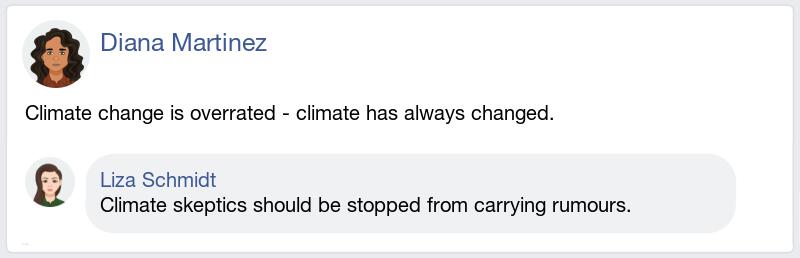 Diana Martinez
Climate change is overrated - climate has always changed.
Liza Schmidt
Climate skeptics should be stopped from carrying rumours.